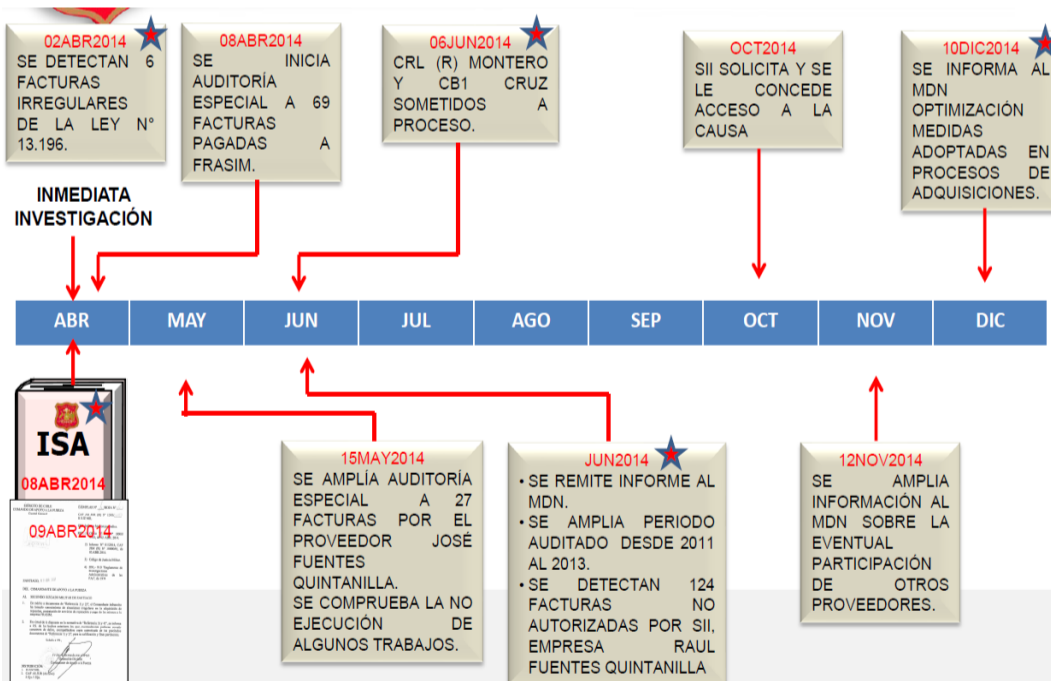 02ABR2014
SE DETECTAN 6
FACTURAS
IRREGULARES
DE LA LEY N°
13.196.
08ABR2014
SE INICIA
AUDITORÍA
ESPECIAL A 69
FACTURAS
PAGADAS A
FRASIM.
06JUN2014
CRL (R) MONTERO
Y CB1 CRUZ
SOMETIDOS A
PROCESO.
OCT2014
SII SOLICITA Y SE
LE CONCEDE
ACCESO A LA
CAUSA
10DIC2014
SE INFORMA AL
MDN
OPTIMIZACIÓN
MEDIDAS
ADOPTADAS EN
PROCESOS DE
ADQUISICIONES.
INMEDIATA
INVESTIGACIÓN
ABR MAY JUN JUL AGO SEP OCT NOV DIC
ISA
08ABR2014
09ABR2014
15MAY2014
SE AMPLÍA AUDITORÍA
ESPECIAL A 27
FACTURAS POR EL
PROVEEDOR JOSÉ
FUENTES
QUINTANILLA.
SE COMPRUEBA LA NO
EJECUCIÓN DE
ALGUNOS TRABAJOS.
JUN2014
• SE REMITE INFORME AL
MDN.
• SE AMPLIA PERIODO
AUDITADO DESDE 2011
AL 2013.
• SE DETECTAN 124
FACTURAS NO
AUTORIZADAS POR SII,
EMPRESA RAUL
FUENTES QUINTANILLA
12NOV2014
SE AMPLIA
INFORMACIÓN AL
MDN SOBRE LA
EVENTUAL
PARTICIPACIÓN
DE OTROS
PROVEEDORES.